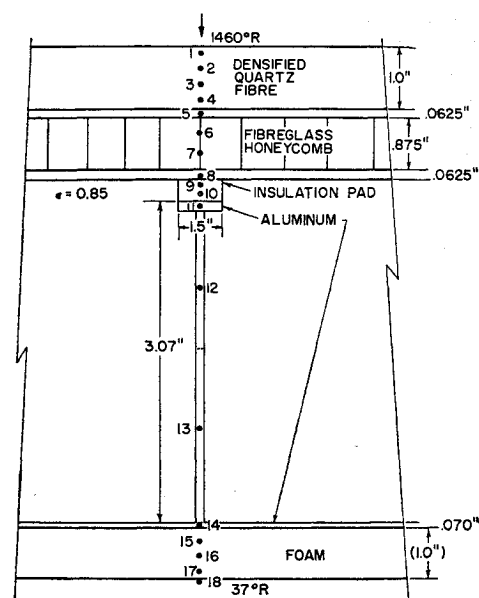 1460°R
1
2
3
4
DENSIFIED
QUARTZ
FIBRE
1.0"
5
.0625"
6
7
FIBREGLASS
HONEYCOMB
.875"
8
.0625"
9
10
11
ϵ = 0.85
INSULATION PAD
ALUMINUM
1.5"
12
3.07"
13
14
.070"
15
16
17
18
FOAM
(1.0")
37°R